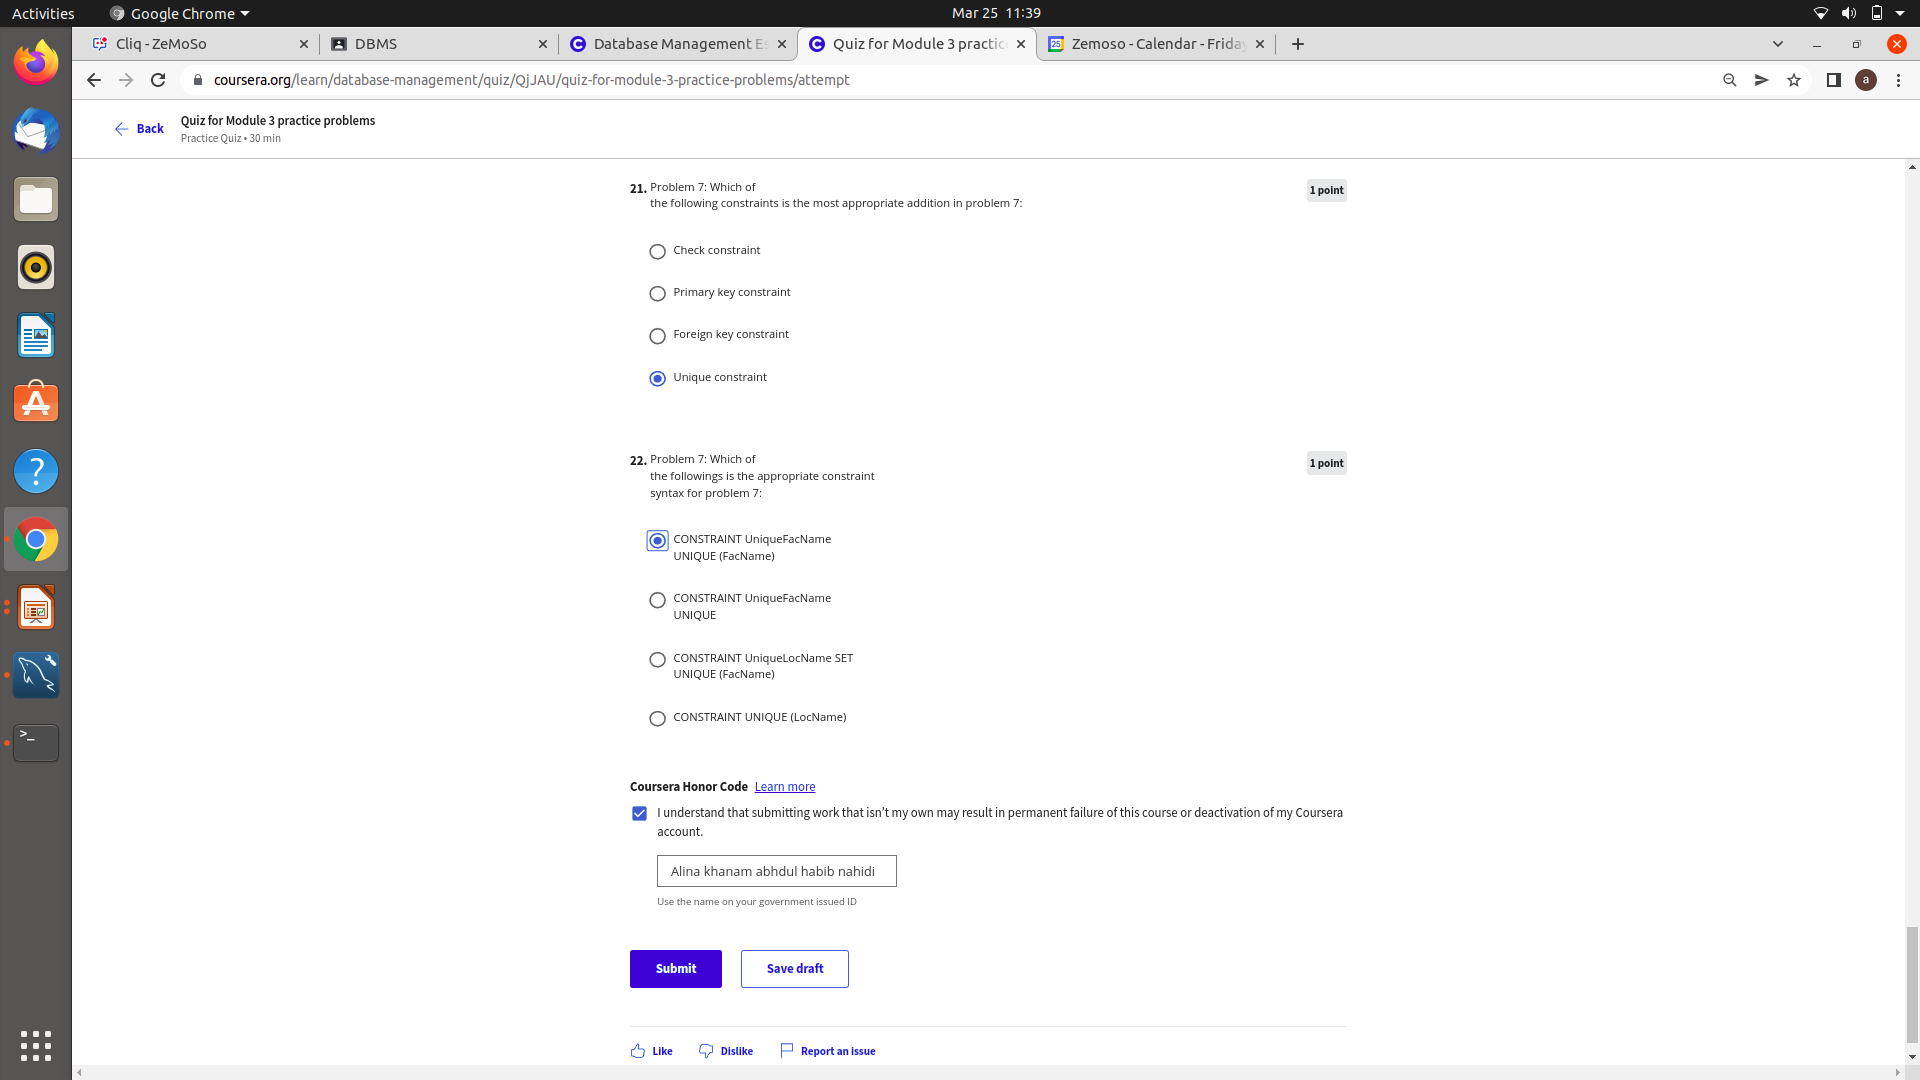 Activities
Google Chrome
Mar 25 11:39
Cliq - ZeMoSo
DBMS
Database Management Es
Quiz for Module 3 practic
25
Zemoso - Calendar - Friday
coursera.org/learn/database-management/quiz/QjJAU/quiz-for-module-3-practice-problems/attempt
a
Back
Quiz for Module 3 practice problems
Practice Quiz • 30 min
21. Problem 7: Which of
the following constraints is the most appropriate addition in problem 7:
1 point
Check constraint
Primary key constraint
Foreign key constraint
Unique constraint
22. Problem 7: Which of
the followings is the appropriate constraint
syntax for problem 7:
1 point
CONSTRAINT UniqueFacName
UNIQUE (FacName)
CONSTRAINT UniqueFacName
UNIQUE
CONSTRAINT UniqueLocName SET
UNIQUE (FacName)
CONSTRAINT UNIQUE (LocName)
Coursera Honor Code Learn more
I understand that submitting work that isn't my own may result in permanent failure of this course or deactivation of my Coursera
account.
Alina khanam abhdul habib nahidi
Use the name on your government issued ID
Submit
Save draft
Like
Dislike
Report an issue